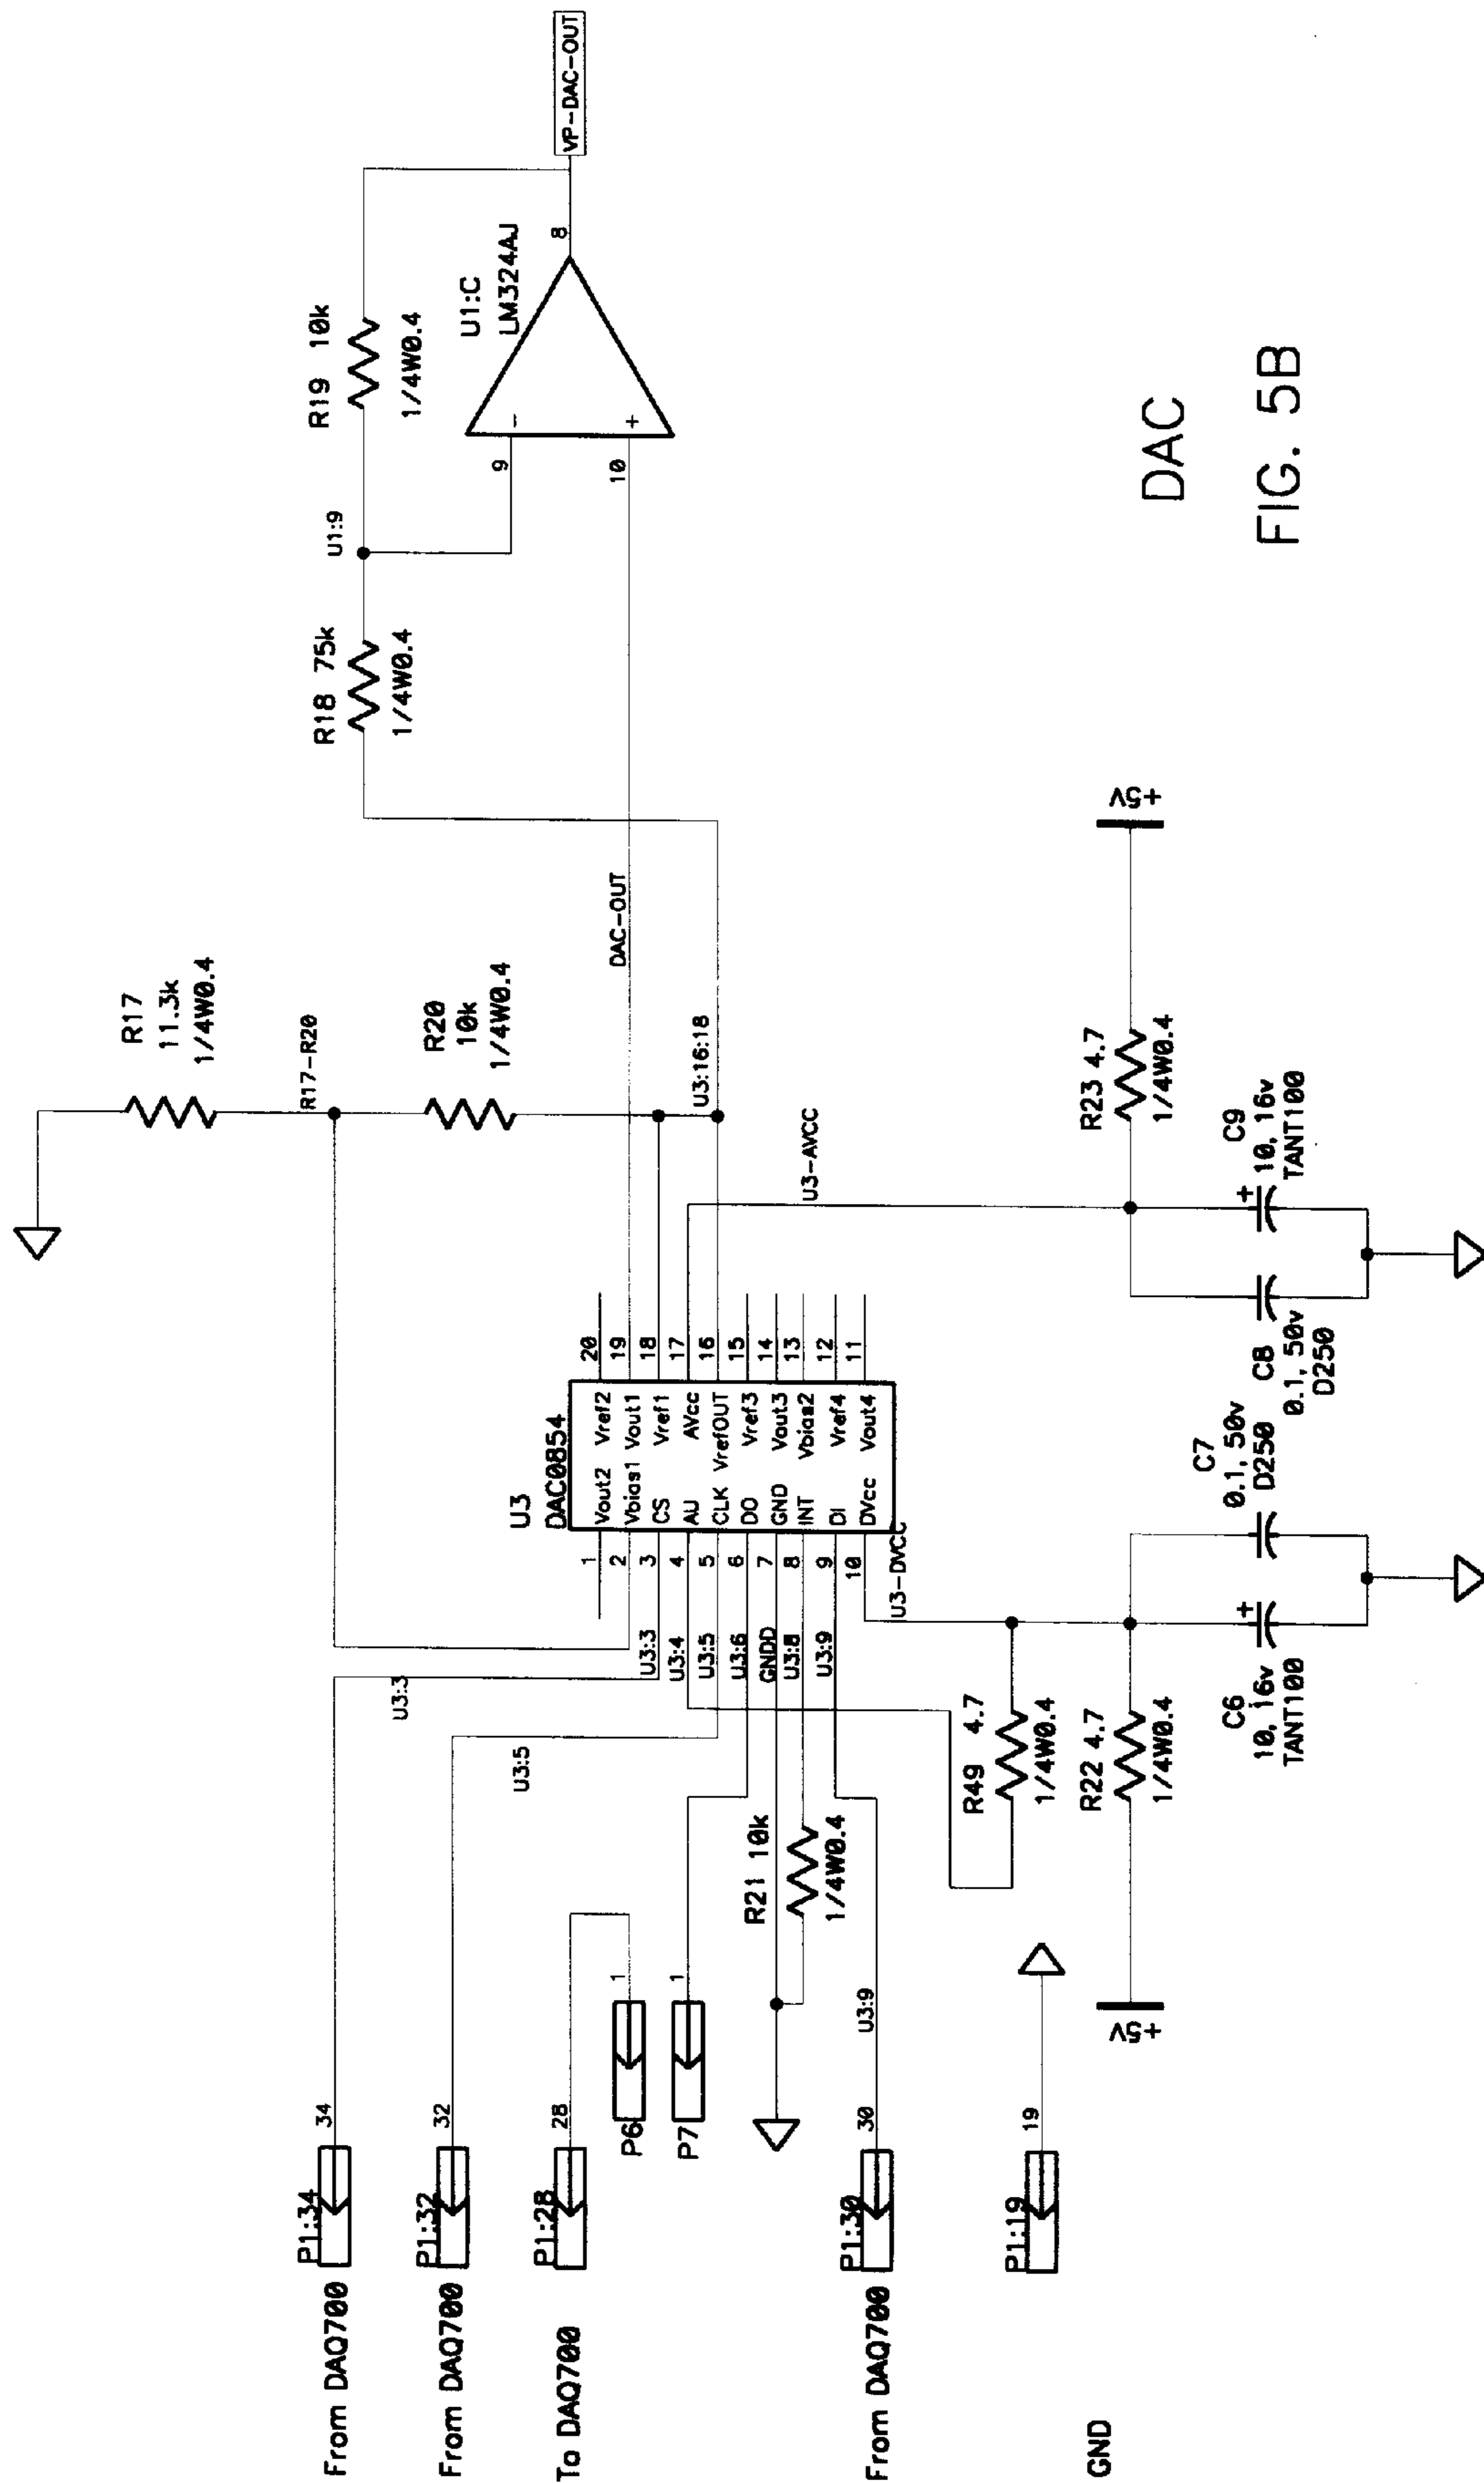 From DAQ700
P1:34
34
U3:3
From DAQ700
P1:32
32
U3:5
To DAQ700
P1:28
28
P6
1
P7
1
From DAQ700
P1:30
30
U3:9
GND
P1:19
19
R17
11.3k
1/4W0.4
R17-R20
R20
10k
1/4W0.4
U3:16:18
U3
DAC0854
1 Vout2 Vref2 20
2 Vbias1 Vout1 19
3 CS Vref1 18
4 AU AVcc 17
5 CLK VrefOUT 16
6 DO Vref3 15
7 GND Vout3 14
8 INT Vbias2 13
9 DI Vref4 12
10 DVcc Vout4 11
U3:3
U3:4
U3:5
U3:6
GNDD
U3:8
U3:9
U3-DVCC
R21 10k
1/4W0.4
R49 4.7
1/4W0.4
R22 4.7
1/4W0.4
+5V
C6
10, 16v
TANT100
+
C7
0.1, 50v
D250
C8
0.1, 50v
D250
C9
10, 16v
TANT100
+
U3-AVCC
R23 4.7
1/4W0.4
+5V
DAC-OUT
R18 75k
1/4W0.4
U1:9
R19 10k
1/4W0.4
U1:C
LM324AJ
9
-
10
+
8
VP-DAC-OUT
DAC
FIG. 5B